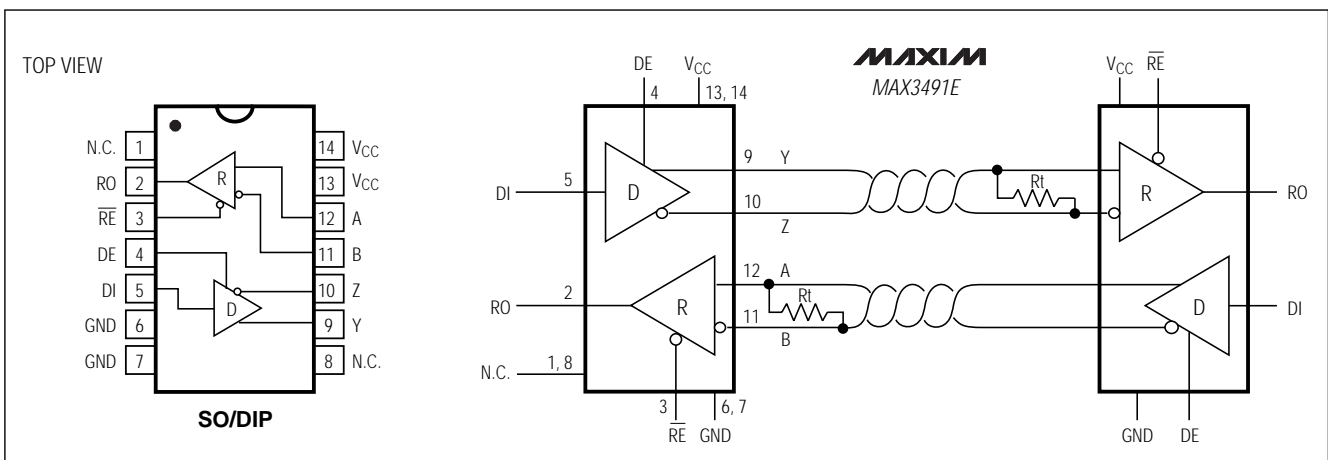 TOP VIEW
N.C. 1
RO 2
RE 3
DE 4
DI 5
GND 6
GND 7
14 VCC
13 VCC
12 A
11 B
10 Z
9 Y
8 N.C.
R
D
SO/DIP
MAXIM
MAX3491E
DE
4
VCC
13, 14
DI
5
D
9 Y
10
Z
Rt
RO
2
R
12 A
11
B
Rt
N.C.
1, 8
3
RE
6, 7
GND
VCC
RE
R
RO
D
DI
GND
DE